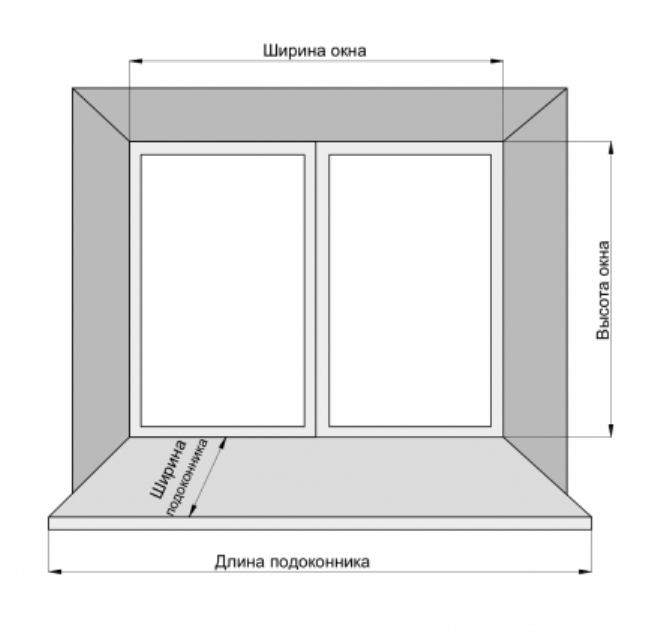 Ширина окна
Высота окна
Ширина
подоконника
Длина подоконника